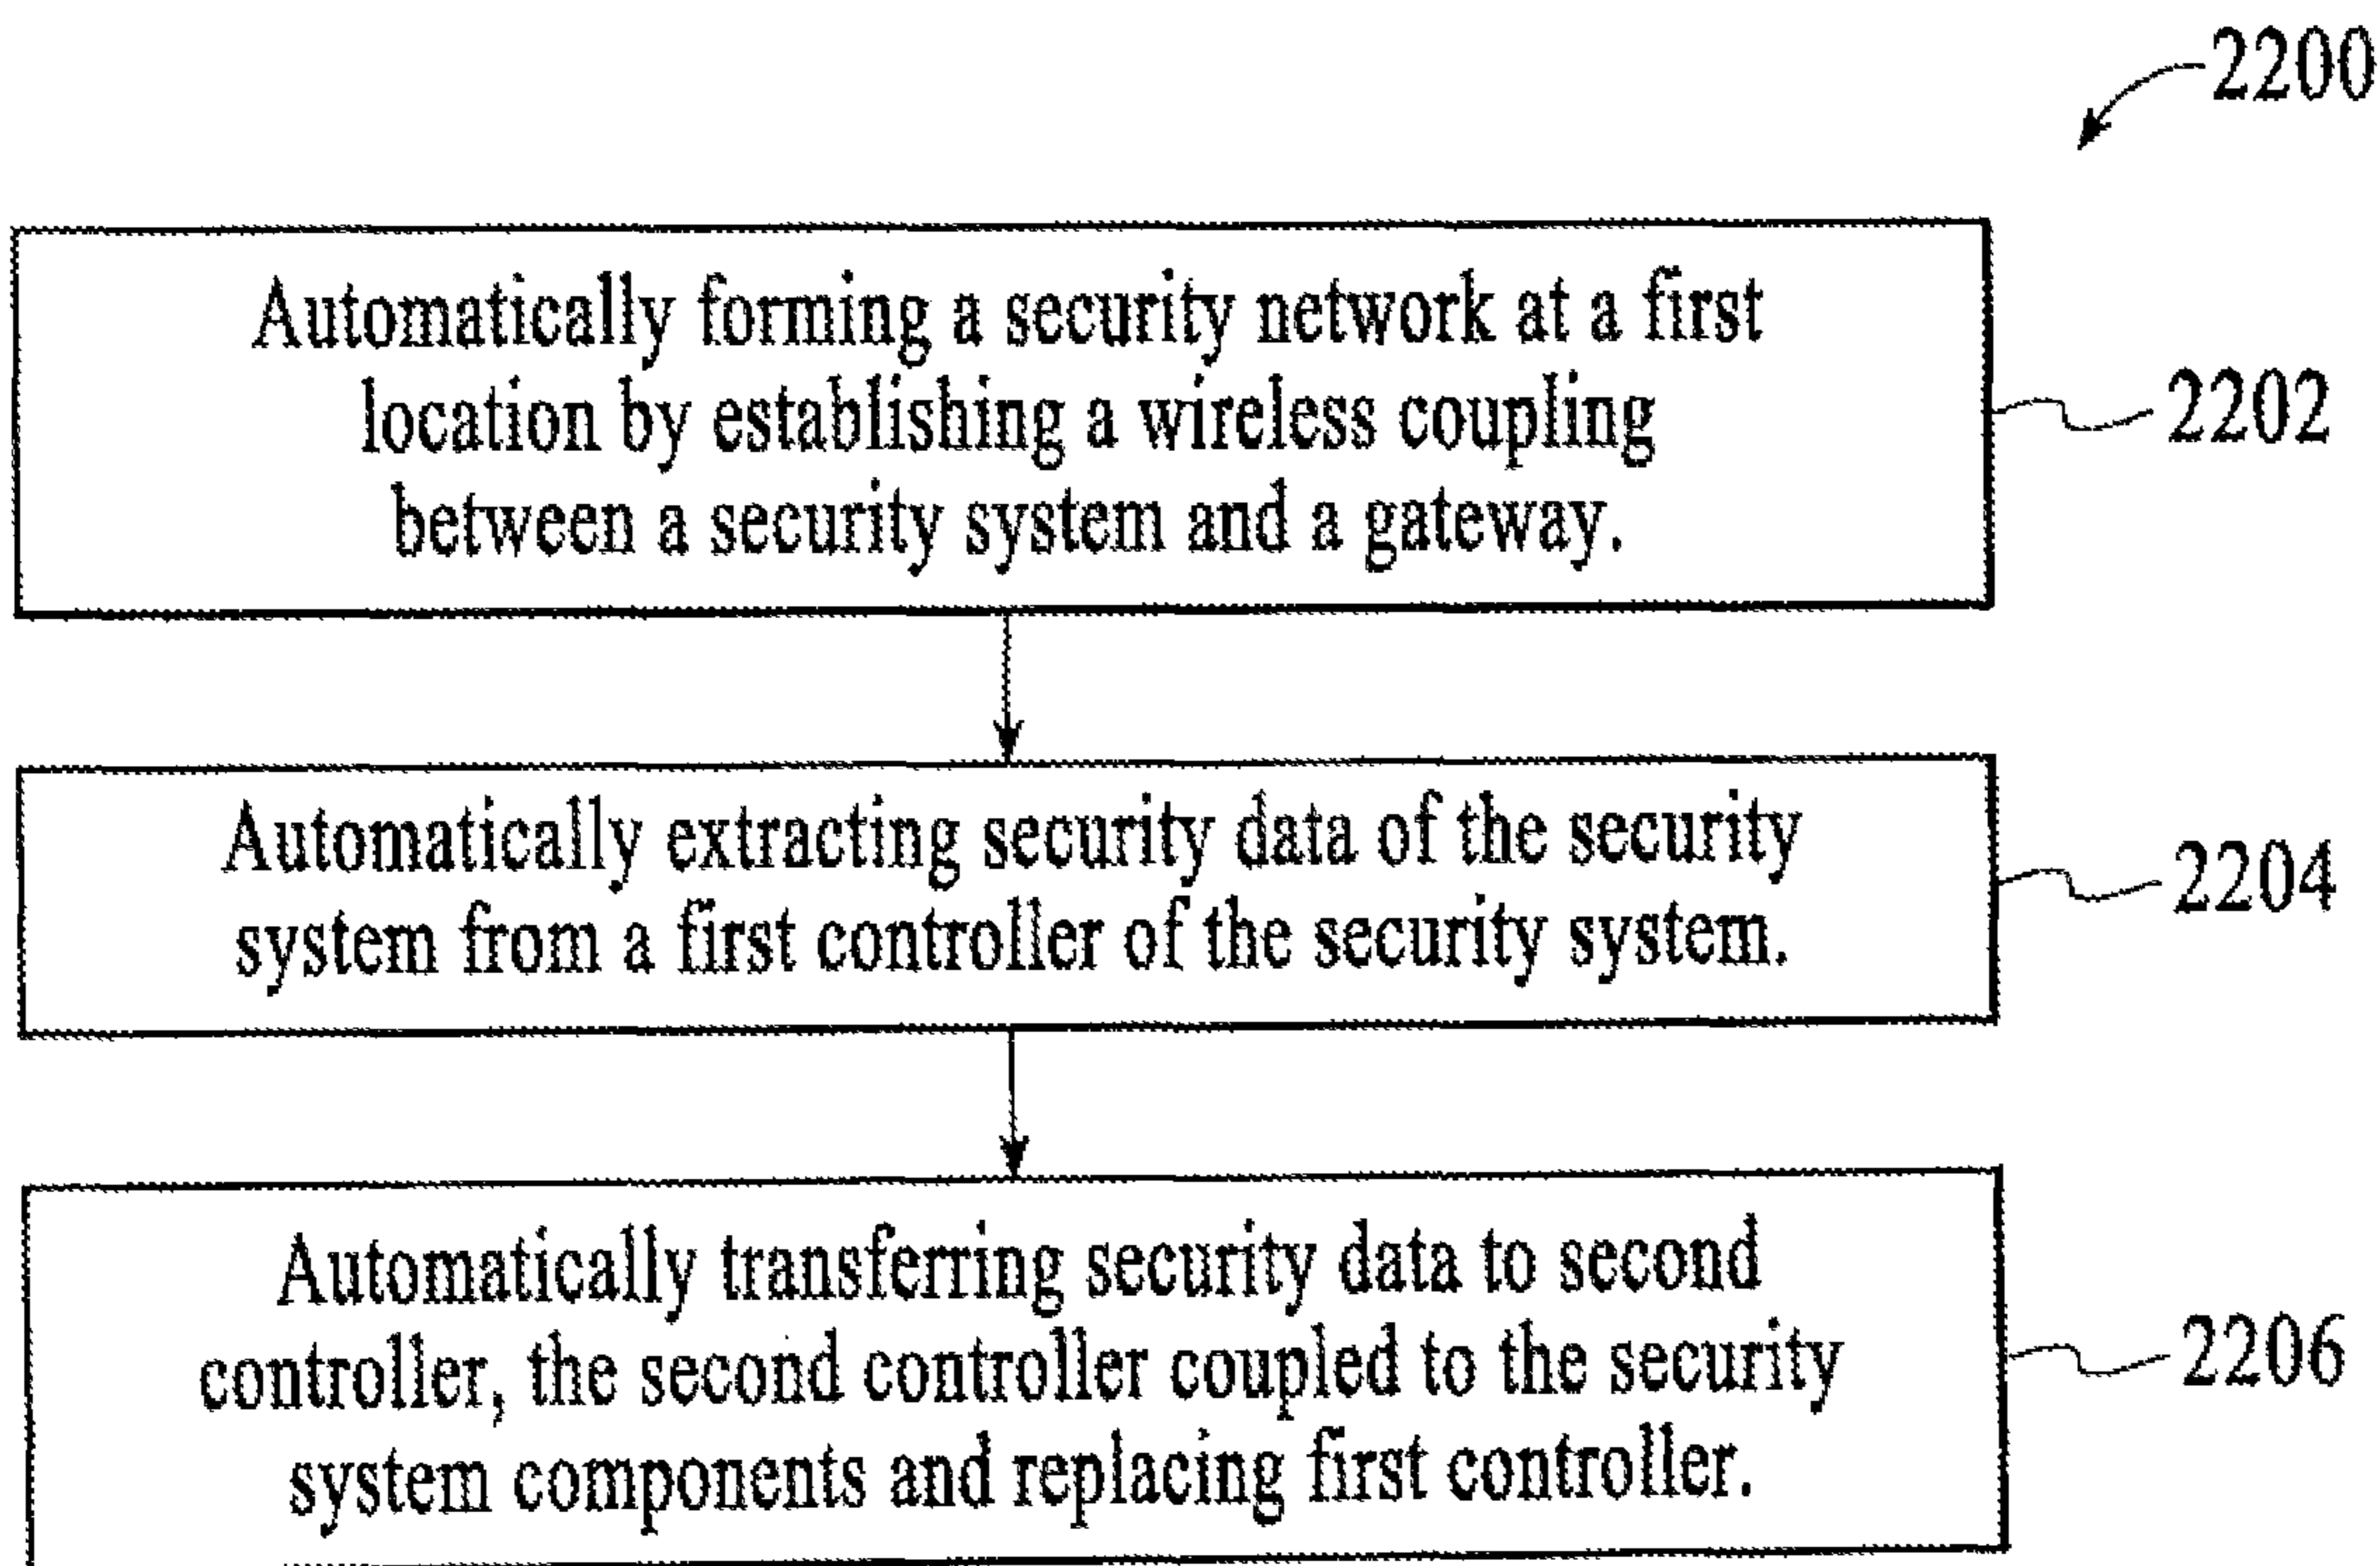 2200
Automatically forming a security network at a first
location by establishing a wireless coupling
between a security system and a gateway.
2202
Automatically extracting security data of the security
system from a first controller of the security system.
2204
Automatically transferring security data to second
controller, the second controller coupled to the security
system components and replacing first controller.
2206